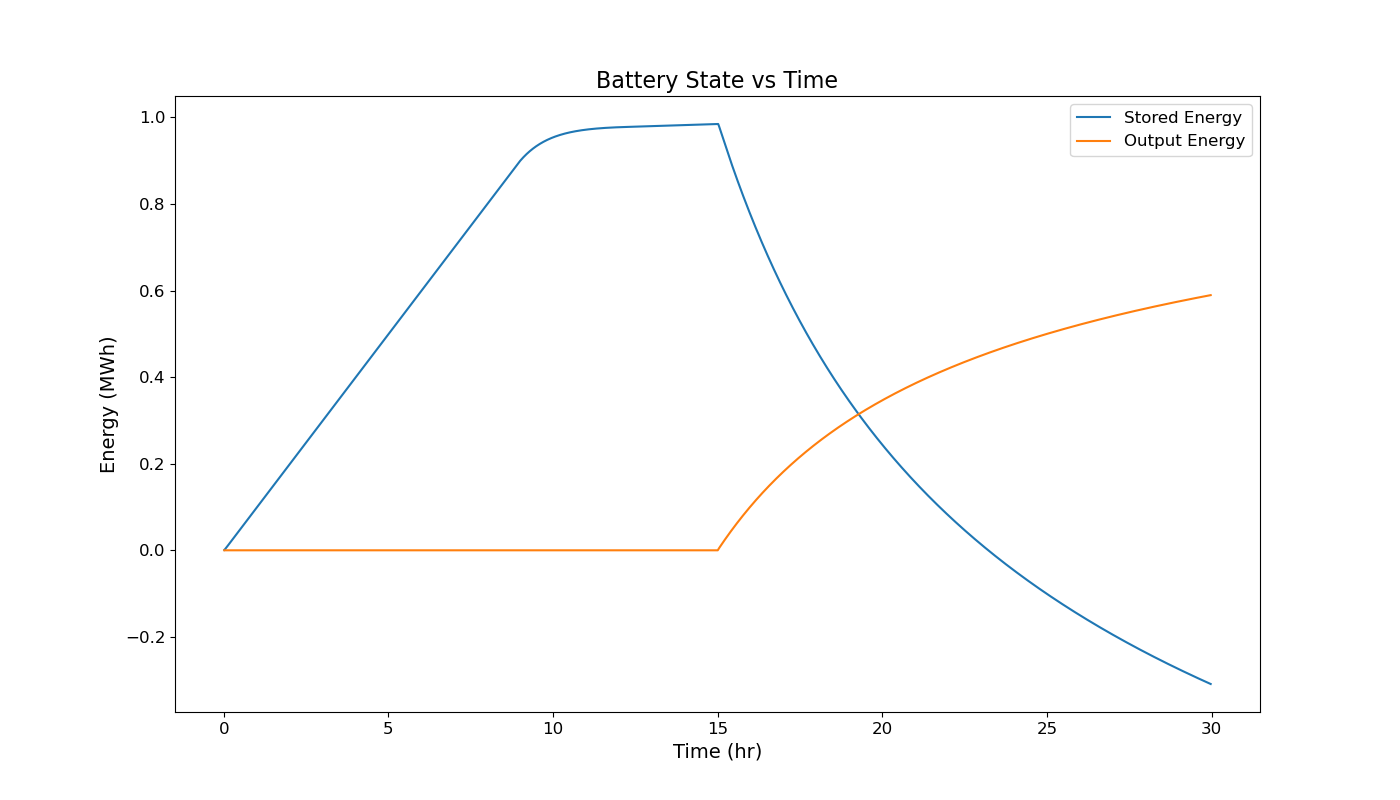 Battery State vs Time
Stored Energy
Output Energy
1.0
0.8
0.6
0.4
0.2
0.0
−0.2
Energy (MWh)
0 5 10 15 20 25 30
Time (hr)